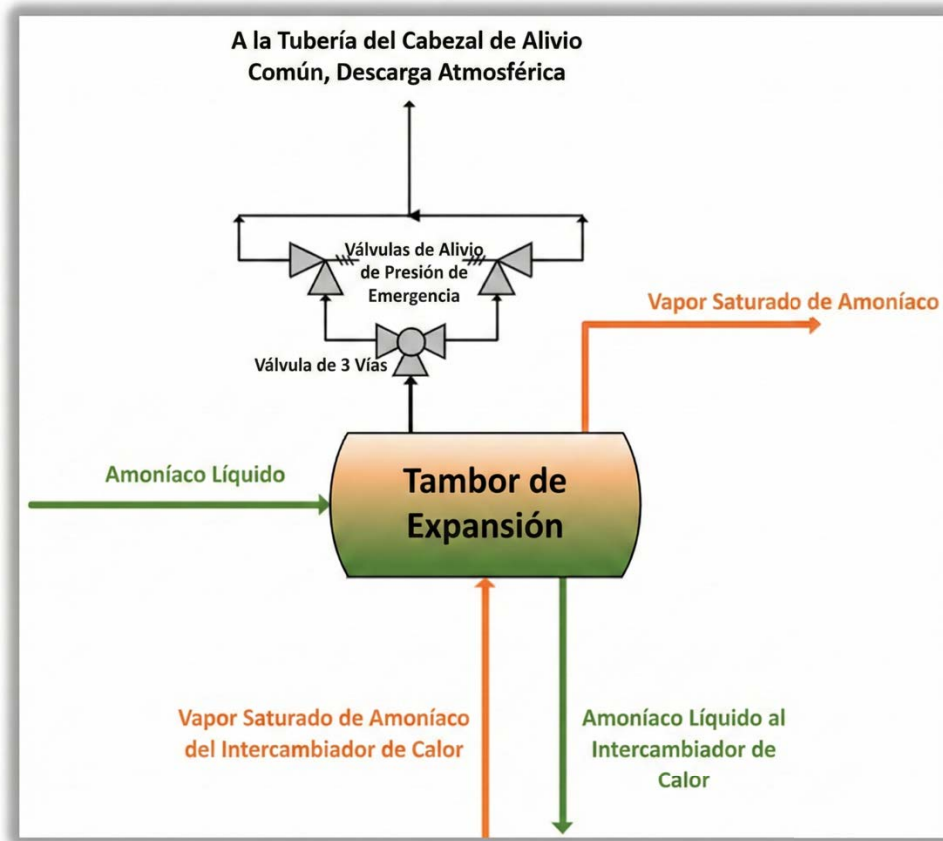 A la Tubería del Cabezal de Alivio
Común, Descarga Atmosférica
Válvulas de Alivio
de Presión de
Emergencia
Vapor Saturado de Amoníaco
Válvula de 3 Vías
Amoníaco Líquido
Tambor de
Expansión
Vapor Saturado de Amoníaco
del Intercambiador de Calor
Amoníaco Líquido al
Intercambiador de
Calor